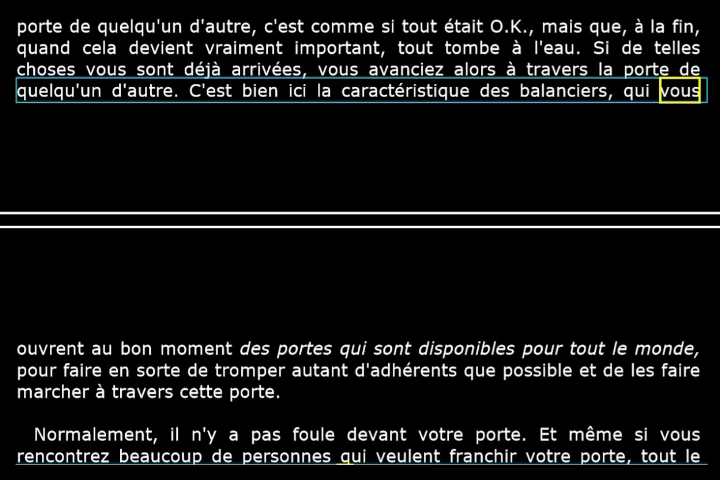 porte de quelqu'un d'autre, c'est comme si tout était O.K., mais que, à la fin,
quand cela devient vraiment important, tout tombe à l'eau. Si de telles
choses vous sont déjà arrivées, vous avanciez alors à travers la porte de
quelqu'un d'autre. C'est bien ici la caractéristique des balanciers, qui vous
ouvrent au bon moment des portes qui sont disponibles pour tout le monde,
pour faire en sorte de tromper autant d'adhérents que possible et de les faire
marcher à travers cette porte.
Normalement, il n'y a pas foule devant votre porte. Et même si vous
rencontrez beaucoup de personnes qui veulent franchir votre porte, tout le